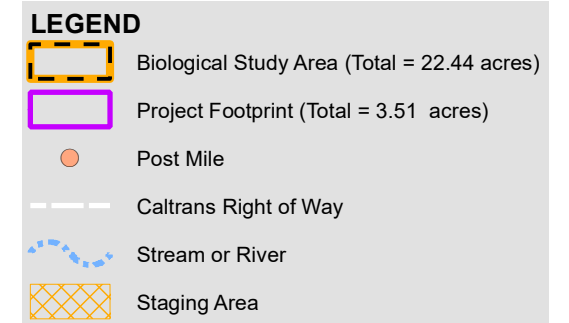 LEGEND
Biological Study Area (Total = 22.44 acres)
Project Footprint (Total = 3.51  acres)
Post Mile
Caltrans Right of Way
Stream or River
Staging Area